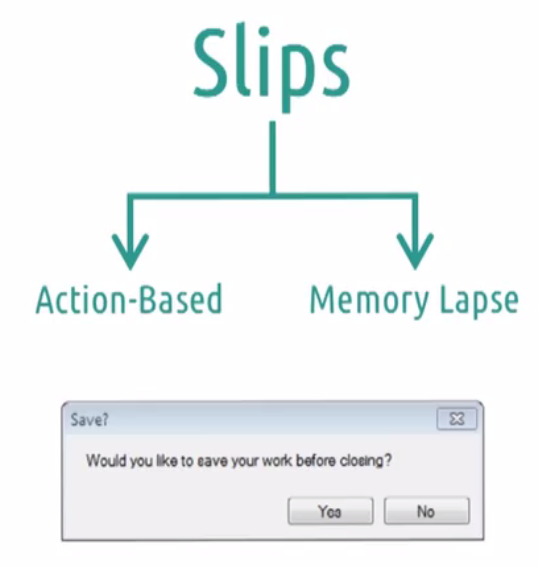 Slips
Action-Based Memory Lapse
Save?
Would you like to save your work before closing?
Yes No